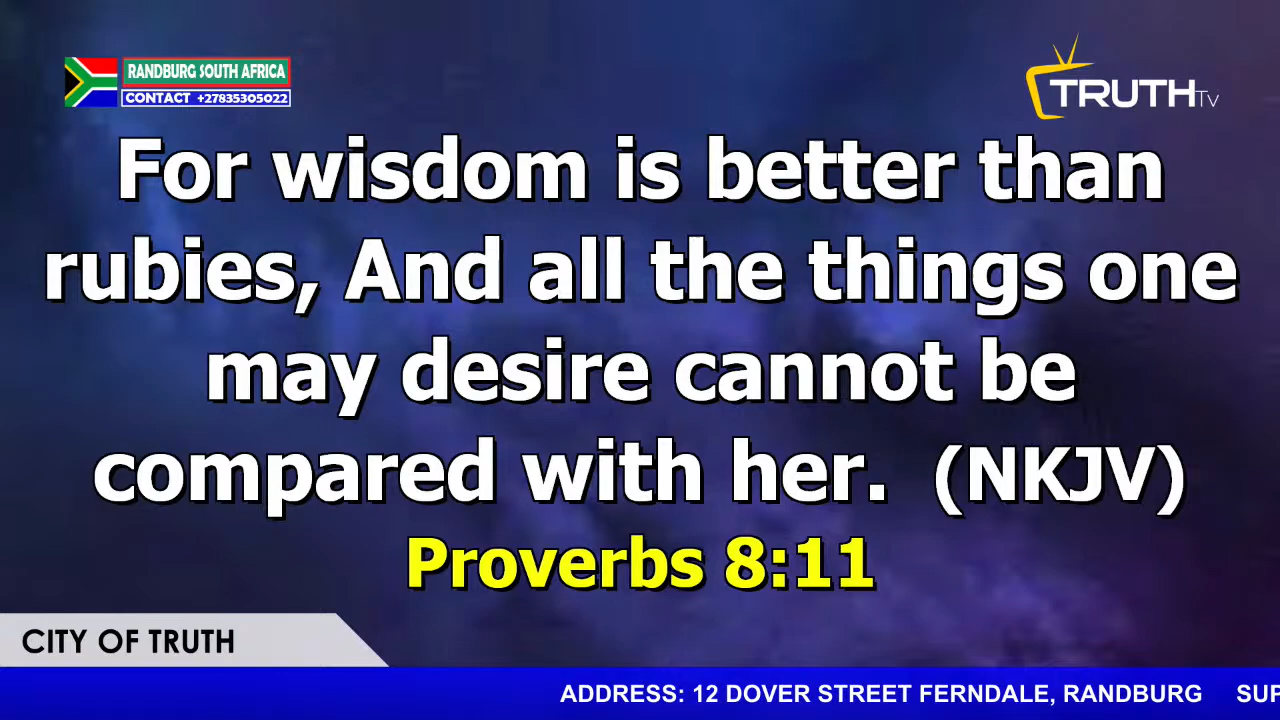 RANDBURG SOUTH AFRICA
CONTACT +27835305022
TRUTHTV
For wisdom is better than
rubies, And all the things one
may desire cannot be
compared with her. (NKJV)
Proverbs 8:11
CITY OF TRUTH
ADDRESS: 12 DOVER STREET FERNDALE, RANDBURG